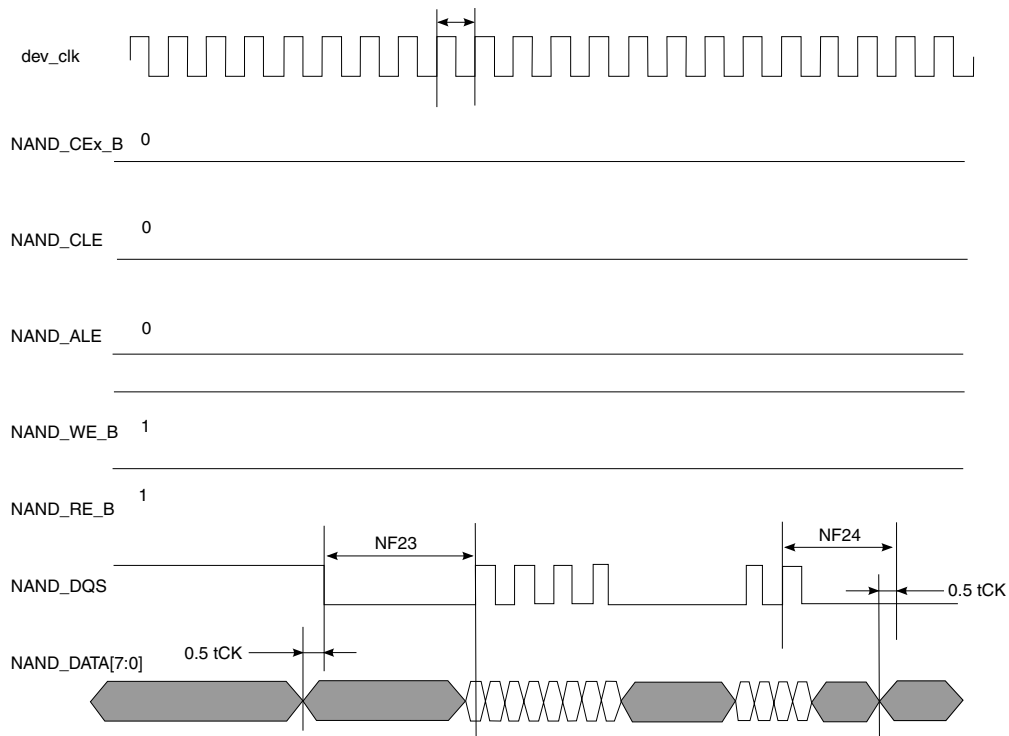 dev_clk
NAND_CEx_B 0
NAND_CLE 0
NAND_ALE 0
NAND_WE_B 1
NAND_RE_B 1
NF23
NF24
NAND_DQS
0.5 tCK
NAND_DATA[7:0]
0.5 tCK